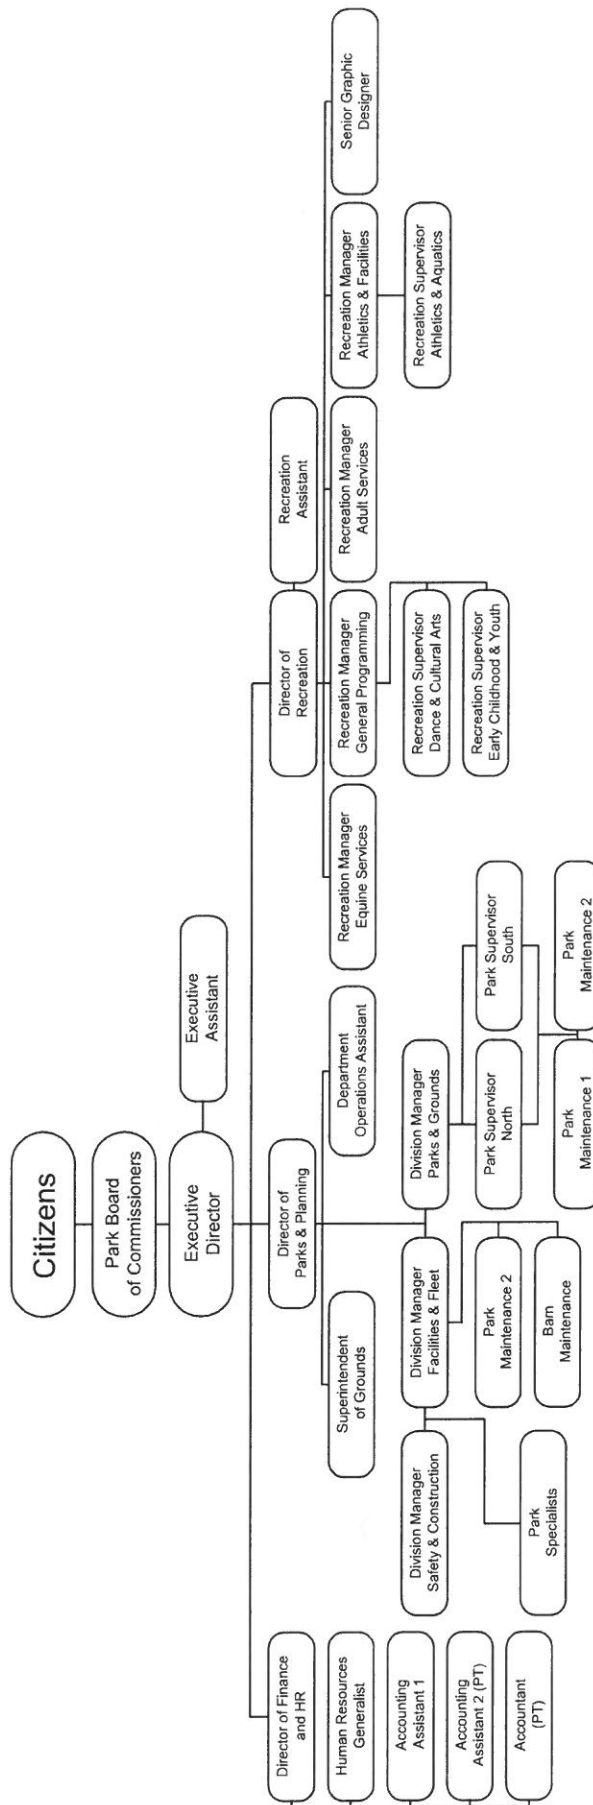 Citizens
Park Board
of Commissioners
Executive
Director
Executive
Assistant
Director of Finance
and HR
Human Resources
Generalist
Accounting
Assistant 1
Accounting
Assistant 2 (PT)
Accountant
(PT)
Director of
Parks & Planning
Superintendent
of Grounds
Department
Operations Assistant
Division Manager
Safety & Construction
Division Manager
Facilities & Fleet
Division Manager
Parks & Grounds
Park
Specialists
Park
Maintenance 2
Barn
Maintenance
Park Supervisor
North
Park Supervisor
South
Park
Maintenance 1
Park
Maintenance 2
Director of
Recreation
Recreation
Assistant
Recreation Manager
Equine Services
Recreation Manager
General Programming
Recreation Manager
Adult Services
Recreation Manager
Athletics & Facilities
Senior Graphic
Designer
Recreation Supervisor
Dance & Cultural Arts
Recreation Supervisor
Early Childhood & Youth
Recreation Supervisor
Athletics & Aquatics